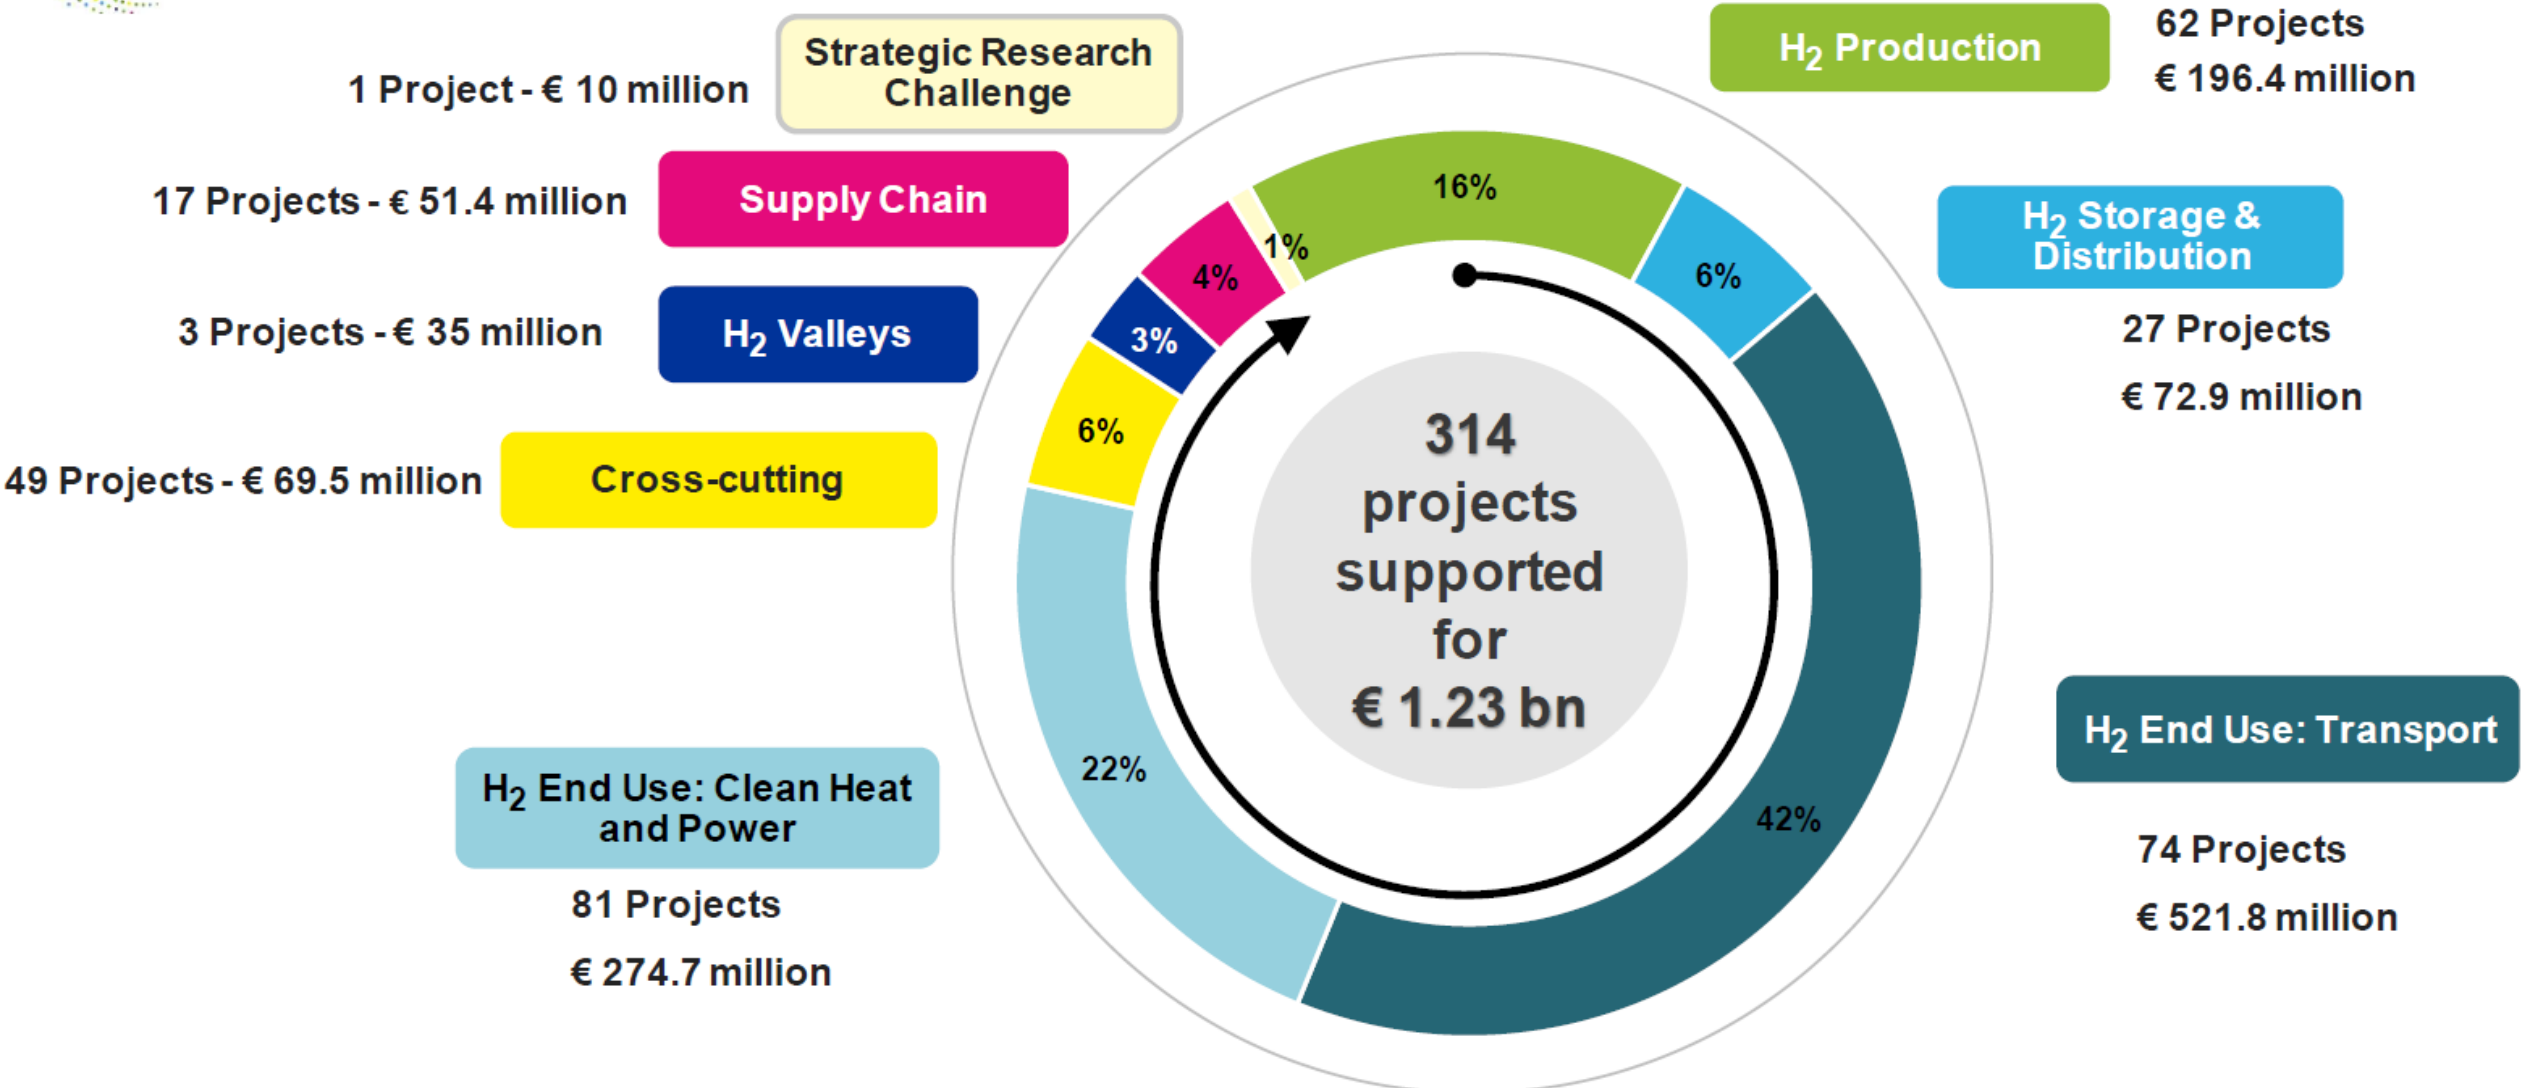 Strategic Research
Challenge
1 Project - € 10 million
H₂ Production
62 Projects
€ 196.4 million
Supply Chain
17 Projects - € 51.4 million
H₂ Storage &
Distribution
27 Projects
€ 72.9 million
H₂ Valleys
3 Projects - € 35 million
Cross-cutting
49 Projects - € 69.5 million
H₂ End Use: Transport
74 Projects
€ 521.8 million
H₂ End Use: Clean Heat
and Power
81 Projects
€ 274.7 million
16%
6%
42%
22%
6%
3%
4%
1%
314
projects
supported
for
€ 1.23 bn